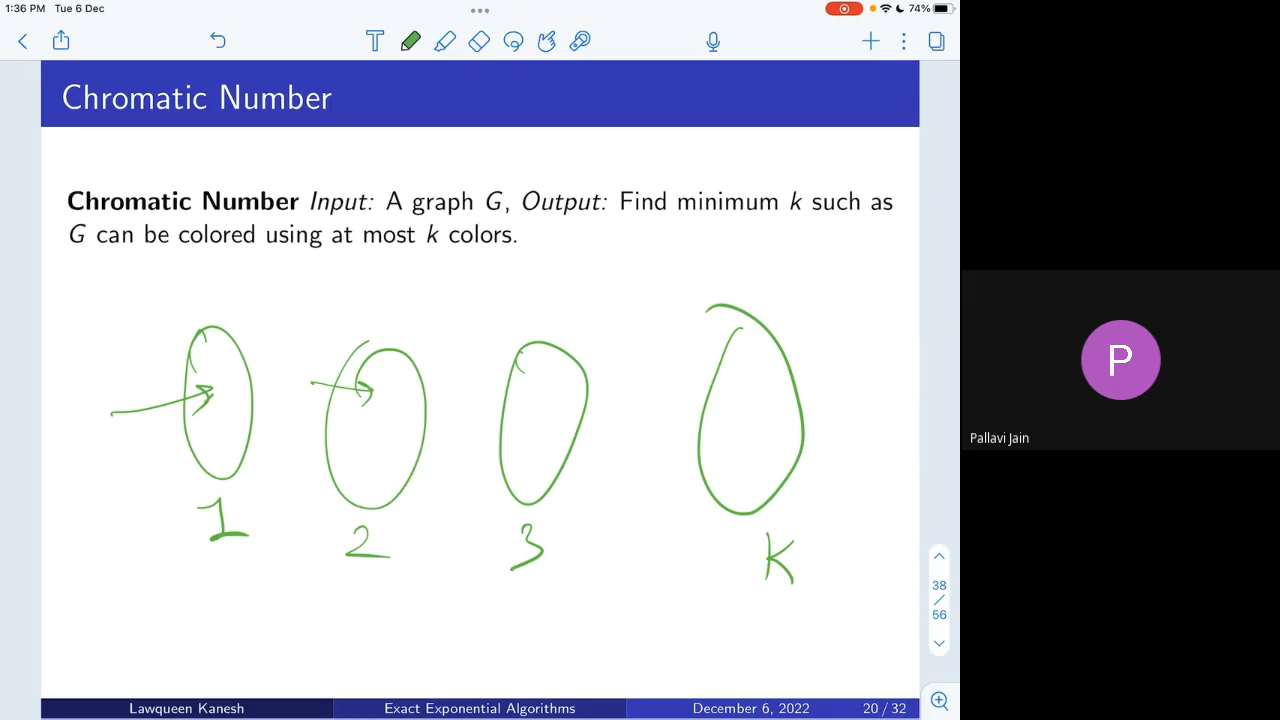 1:36 PM Tue 6 Dec
74%
Chromatic Number
Chromatic Number Input: A graph G, Output: Find minimum k such as
G can be colored using at most k colors.
1 2 3 K
38
/
56
P
Pallavi Jain
Lawqueen Kanesh Exact Exponential Algorithms December 6, 2022 20 / 32